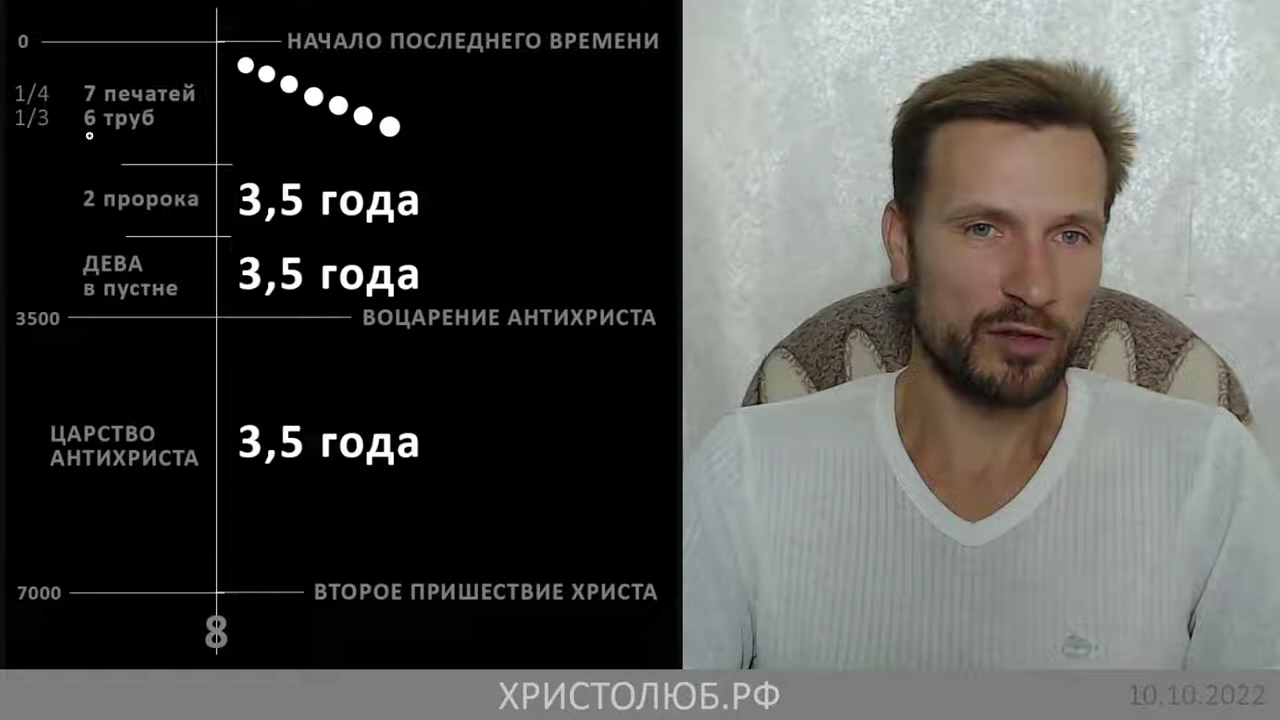 0 НАЧАЛО ПОСЛЕДНЕГО ВРЕМЕНИ
1/4 7 печатей
1/3 6 труб
2 пророка 3,5 года
ДЕВА
в пустне
3,5 года
3500 ВОЦАРЕНИЕ АНТИХРИСТА
ЦАРСТВО
АНТИХРИСТА
3,5 года
7000 ВТОРОЕ ПРИШЕСТВИЕ ХРИСТА
8
ХРИСТОЛЮБ.РФ
10.10.2022